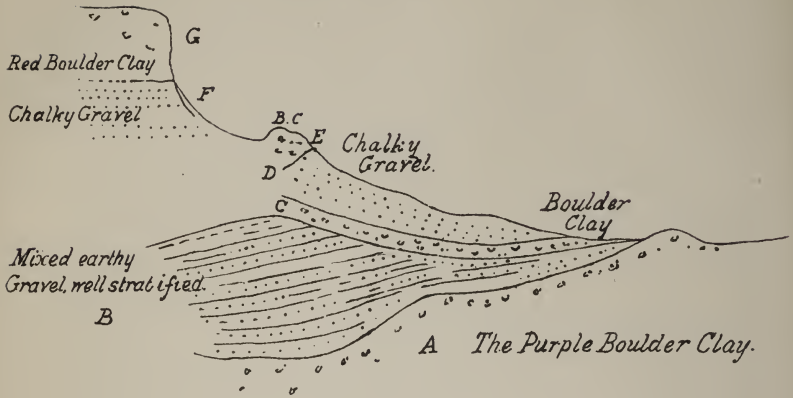 G
Red Boulder Clay
F
Chalky Gravel
B.C
E
Chalky
Gravel.
D
C
Boulder
Clay
Mixed earthy
Gravel, well stratified.
B
A The Purple Boulder Clay.